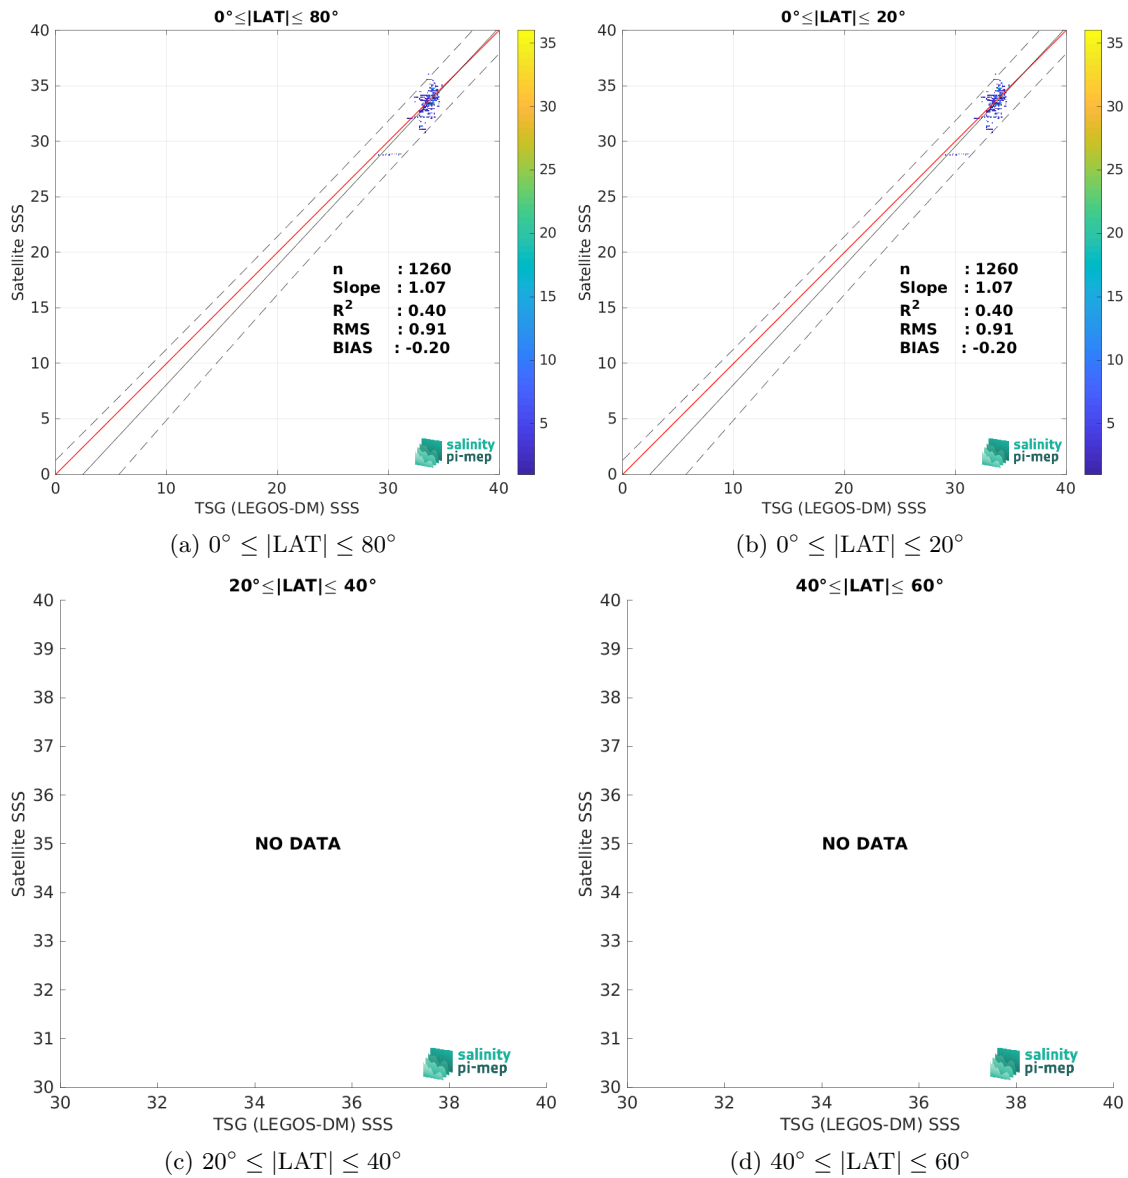 0°≤|LAT|≤ 80°
40
35
30
25
20
15
10
5
0
Satellite SSS
n : 1260
Slope : 1.07
R² : 0.40
RMS : 0.91
BIAS : -0.20
salinity
pi-mep
0
10
20
30
40
TSG (LEGOS-DM) SSS
35
30
25
20
15
10
5
(a) 0° ≤ |LAT| ≤ 80°
0°≤|LAT|≤ 20°
40
35
30
25
20
15
10
5
0
Satellite SSS
n : 1260
Slope : 1.07
R² : 0.40
RMS : 0.91
BIAS : -0.20
salinity
pi-mep
0
10
20
30
40
TSG (LEGOS-DM) SSS
35
30
25
20
15
10
5
(b) 0° ≤ |LAT| ≤ 20°
20°≤|LAT|≤ 40°
40
39
38
37
36
35
34
33
32
31
30
Satellite SSS
NO DATA
salinity
pi-mep
30
32
34
36
38
40
TSG (LEGOS-DM) SSS
(c) 20° ≤ |LAT| ≤ 40°
40°≤|LAT|≤ 60°
40
39
38
37
36
35
34
33
32
31
30
Satellite SSS
NO DATA
salinity
pi-mep
30
32
34
36
38
40
TSG (LEGOS-DM) SSS
(d) 40° ≤ |LAT| ≤ 60°